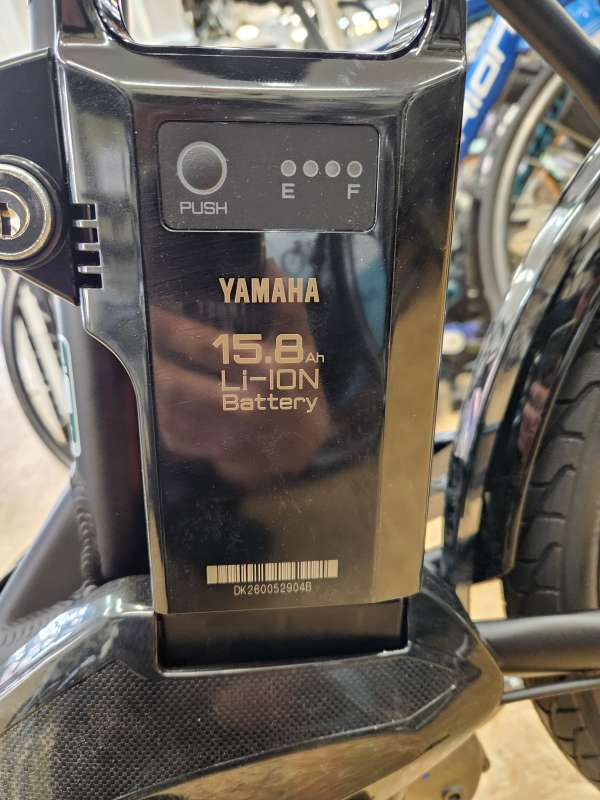 PUSH
E F
YAMAHA
15.8Ah
Li-ION
Battery
DK260052904B